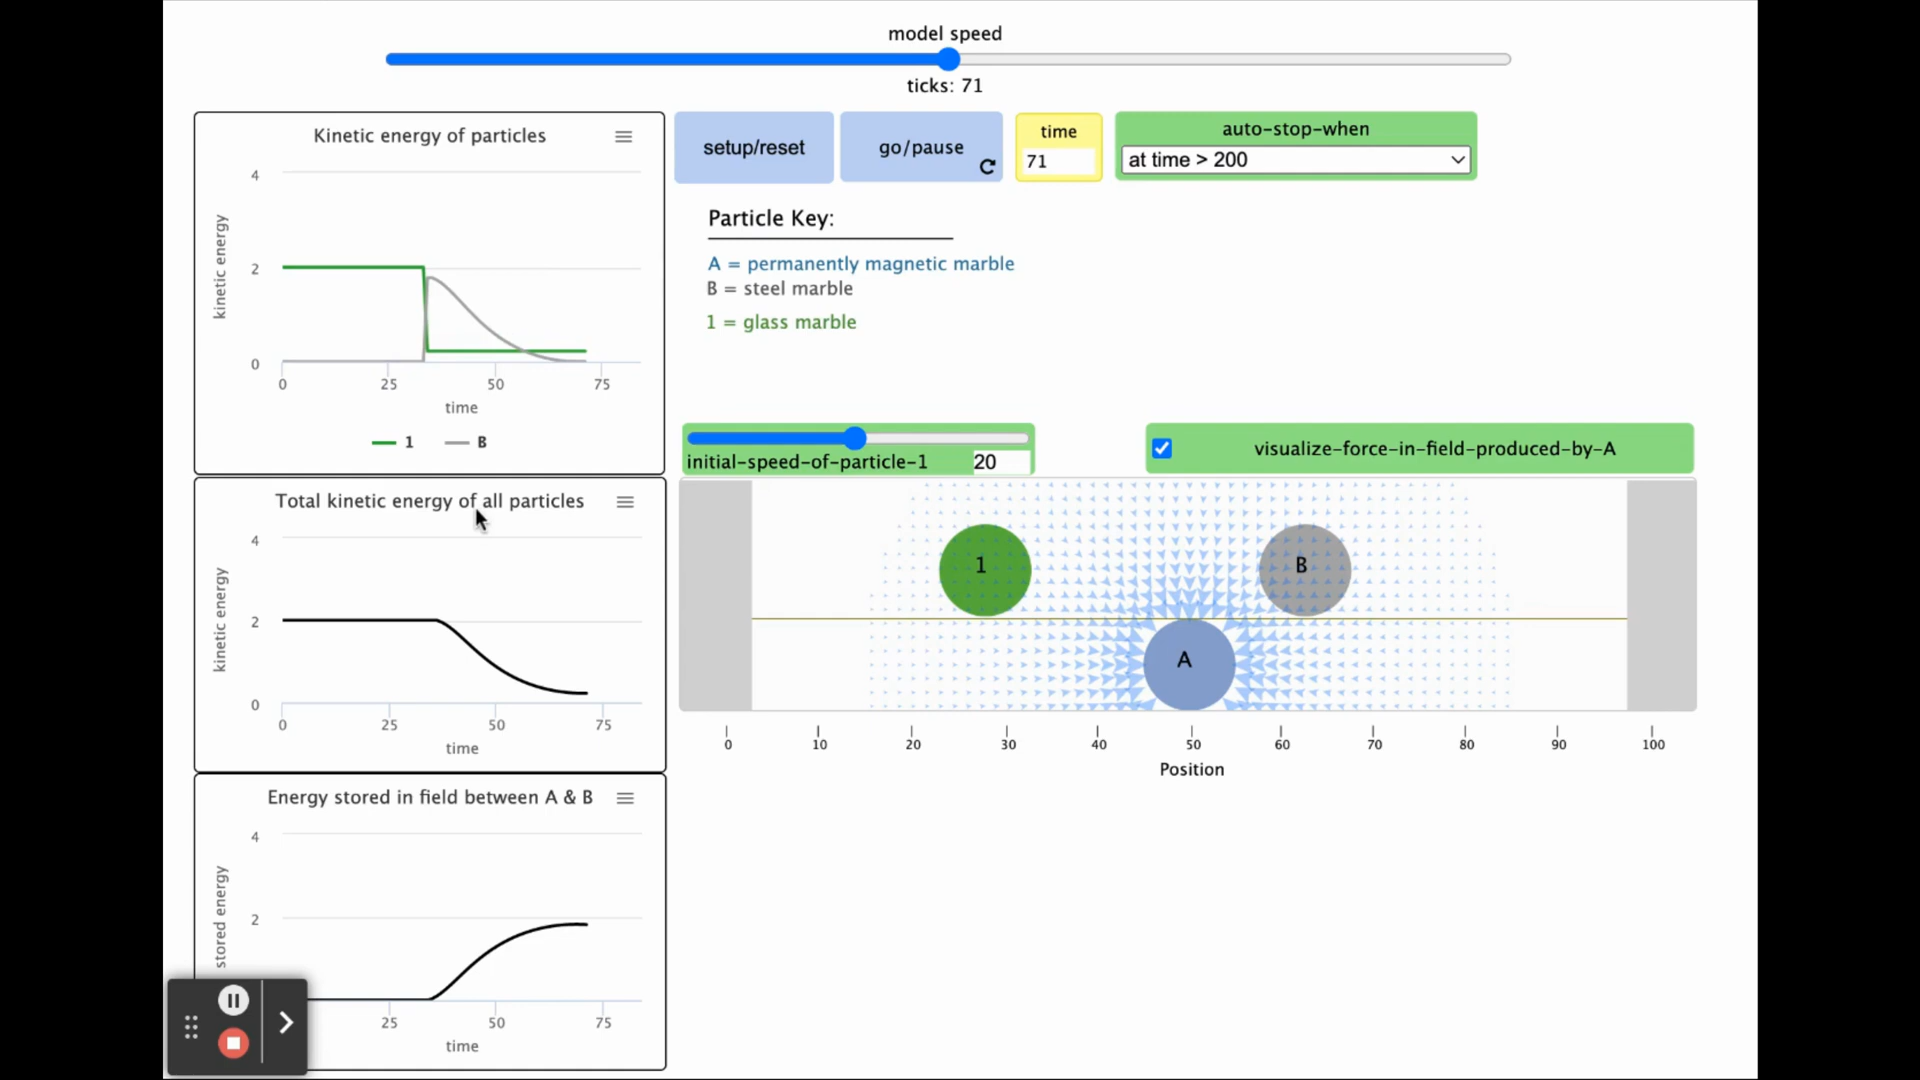 model speed
ticks: 71
Kinetic energy of particles
4
2
0
kinetic energy
0 25 50 75
time
1 B
Total kinetic energy of all particles
4
2
0
kinetic energy
0 25 50 75
time
Energy stored in field between A & B
4
2
stored energy
25 50 75
time
setup/reset
go/pause
time
71
auto-stop-when
at time > 200
Particle Key:
A = permanently magnetic marble
B = steel marble
1 = glass marble
initial-speed-of-particle-1 20
visualize-force-in-field-produced-by-A
1 B
A
0 10 20 30 40 50 60 70 80 90 100
Position